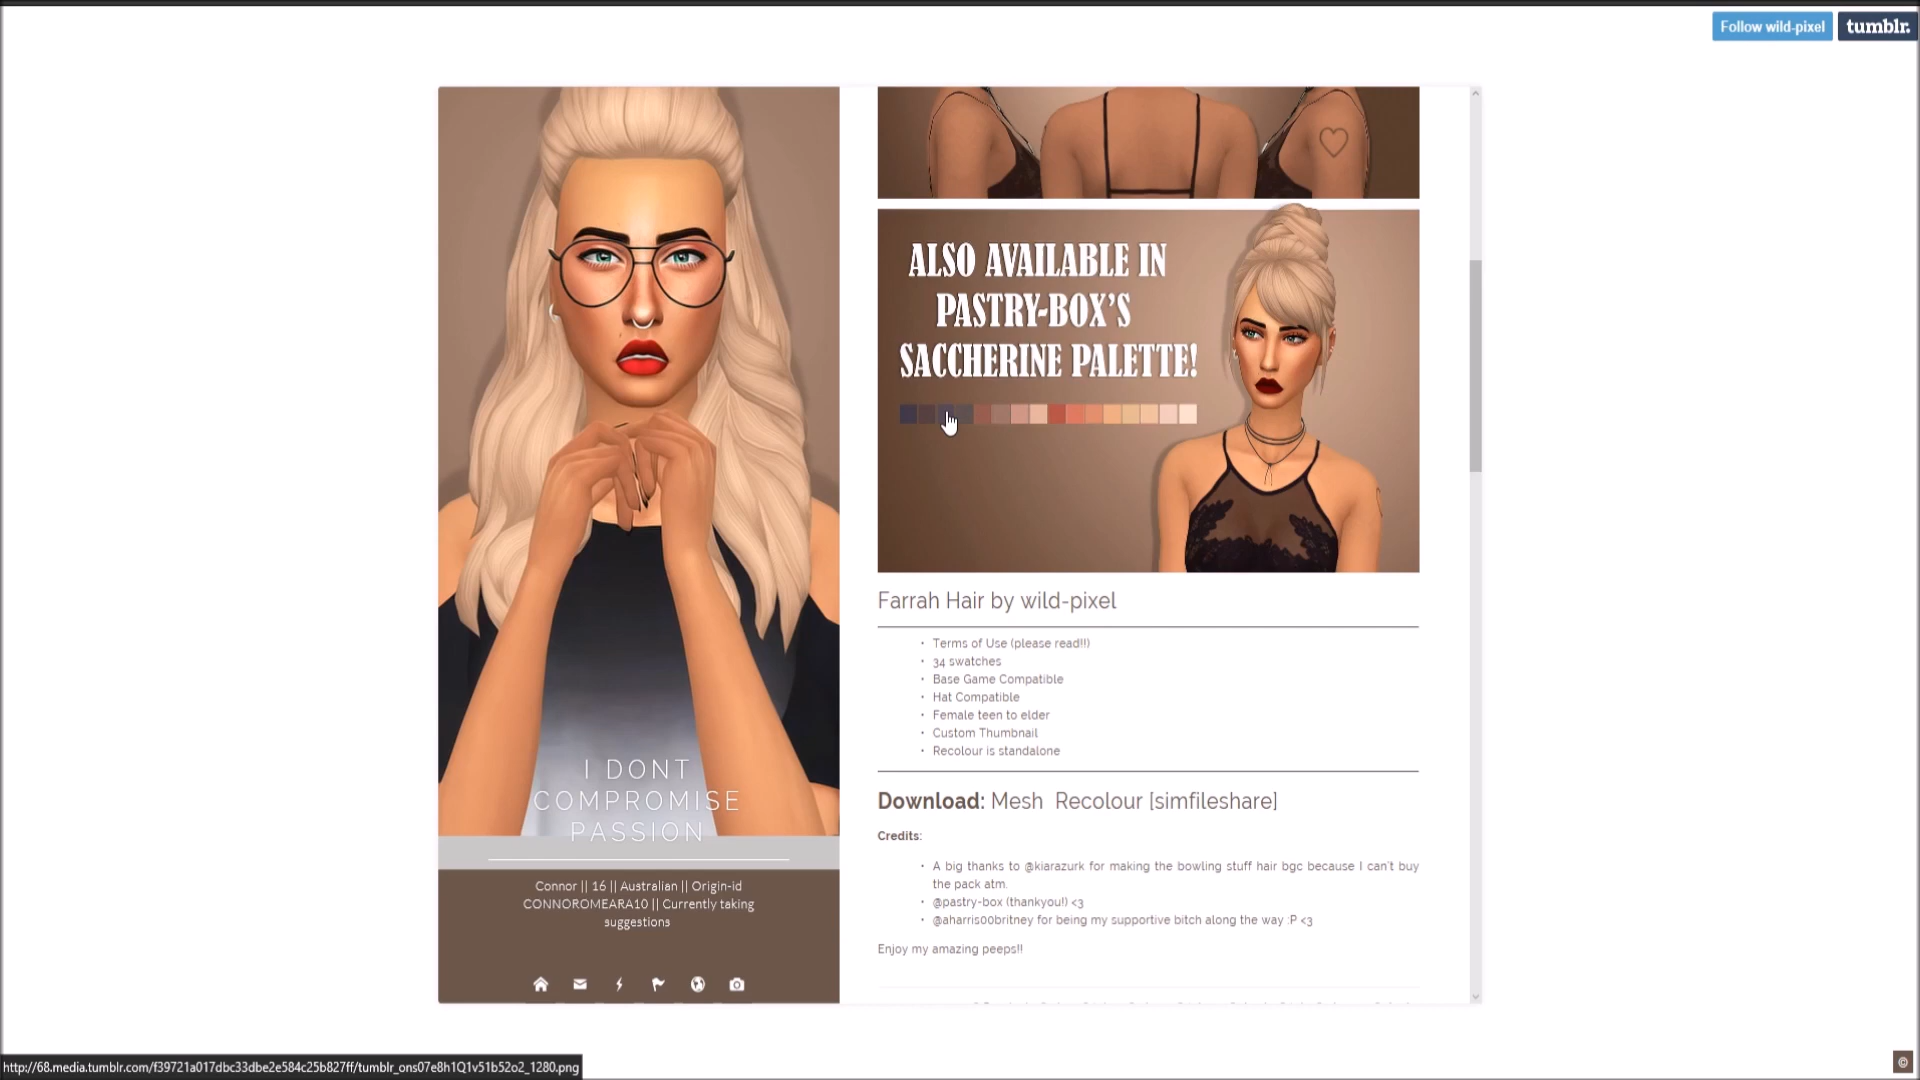 Follow wild-pixel
tumblr.
ALSO AVAILABLE IN
PASTRY-BOX'S
SACCHERINE PALETTE!
Farrah Hair by wild-pixel
• Terms of Use (please read!!)
• 34 swatches
• Base Game Compatible
• Hat Compatible
• Female teen to elder
• Custom Thumbnail
• Recolour is standalone
Download: Mesh Recolour [simfileshare]
Credits:
• A big thanks to @kiarazurk for making the bowling stuff hair bgc because I can't buy
the pack atm.
• @pastry-box (thankyou!) <3
• @aharris00britney for being my supportive bitch along the way :P <3
Enjoy my amazing peeps!!
I DONT
COMPROMISE
PASSION
Connor || 16 || Australian || Origin-id
CONNOROMEARA10 || Currently taking
suggestions
http://68.media.tumblr.com/f39721a017dbc33dbe2e584c25b827ff/tumblr_ons07e8h1Q1v51b52o2_1280.png
©